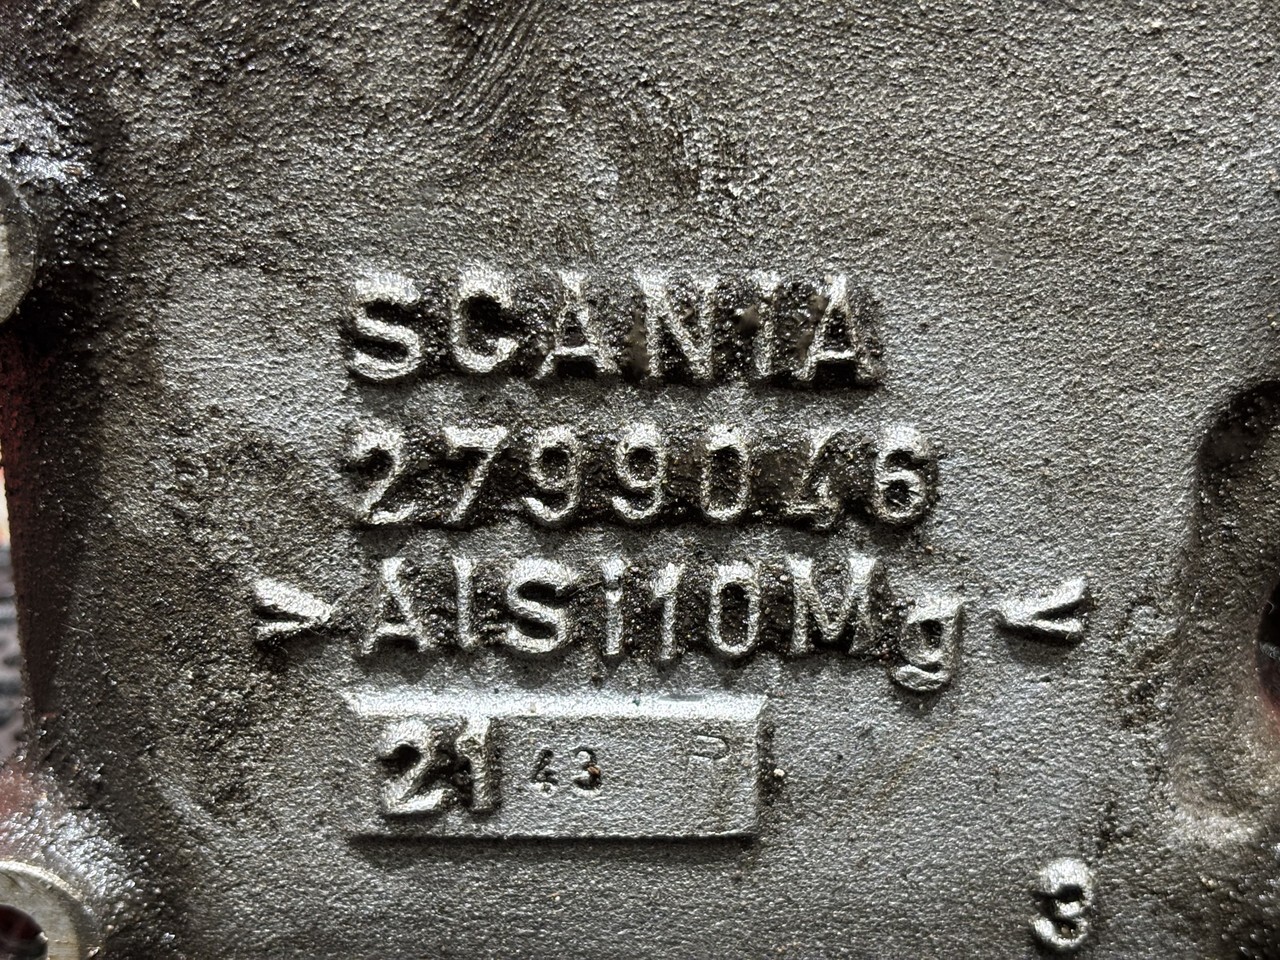 SCANIA
2799046
>AlSi10Mg<
21 43 R
3